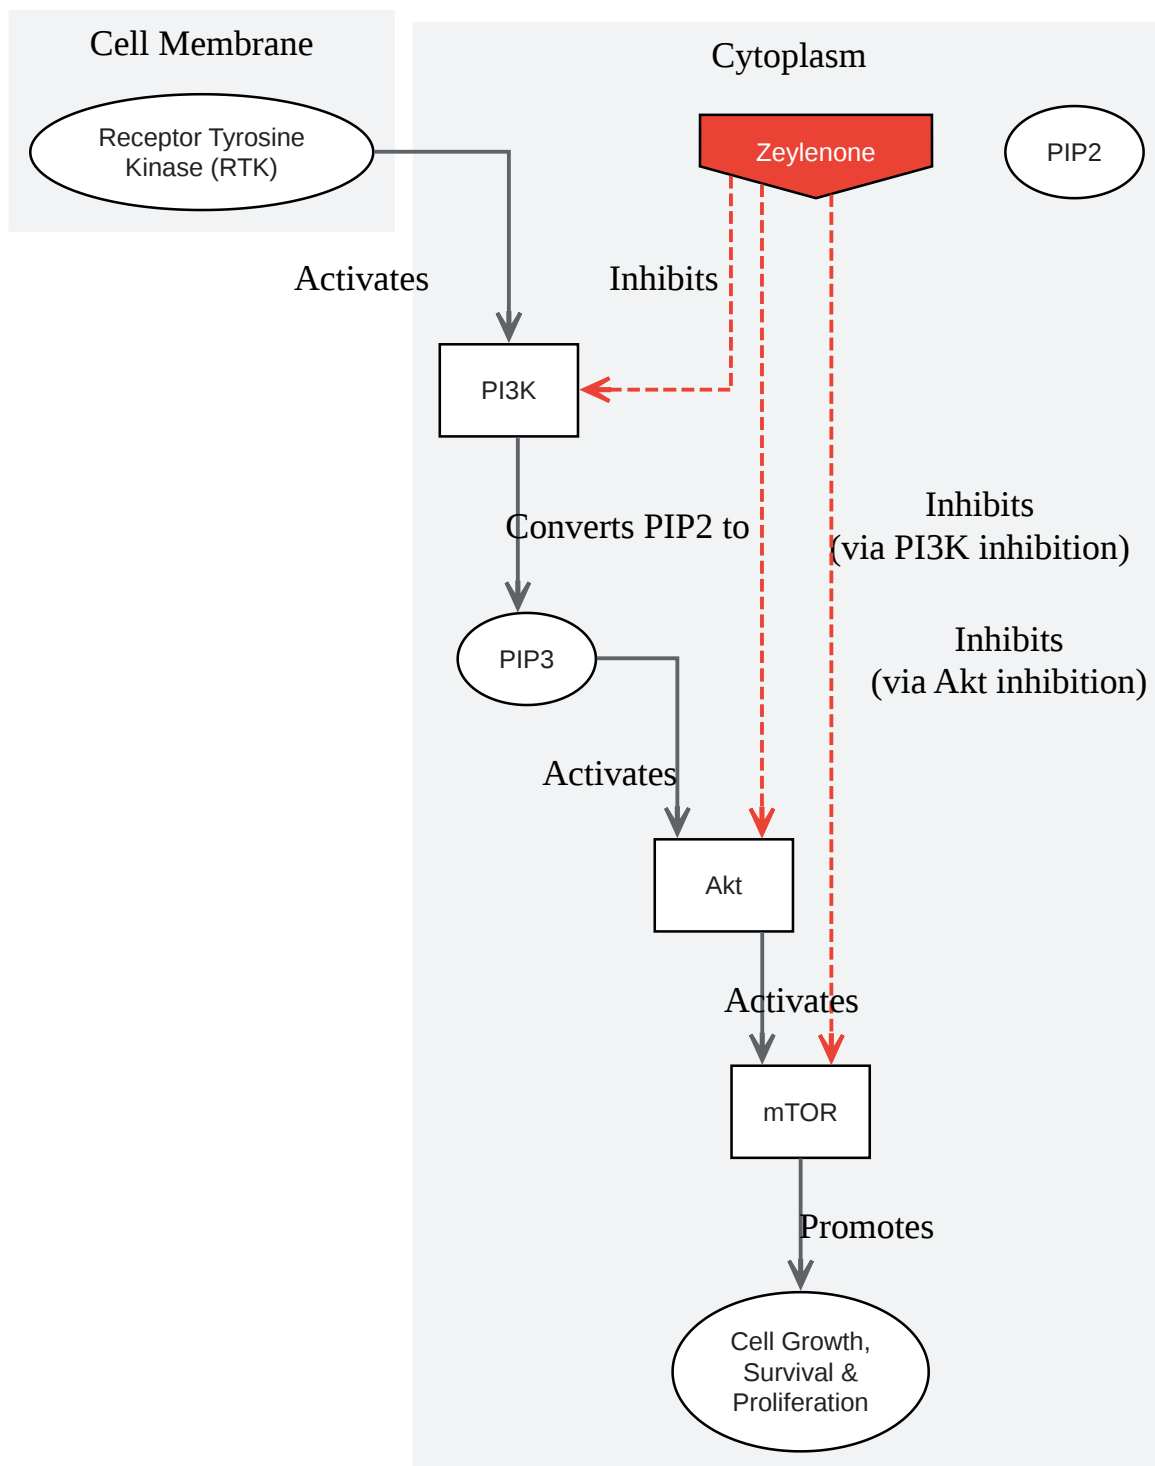 Cell Membrane
Cytoplasm
Receptor Tyrosine
Kinase (RTK)
Zeylenone
PIP2
Activates
Inhibits
PI3K
Converts PIP2 to
Inhibits
(via PI3K inhibition)
Inhibits
(via Akt inhibition)
PIP3
Activates
Akt
Activates
mTOR
Promotes
Cell Growth,
Survival &
Proliferation